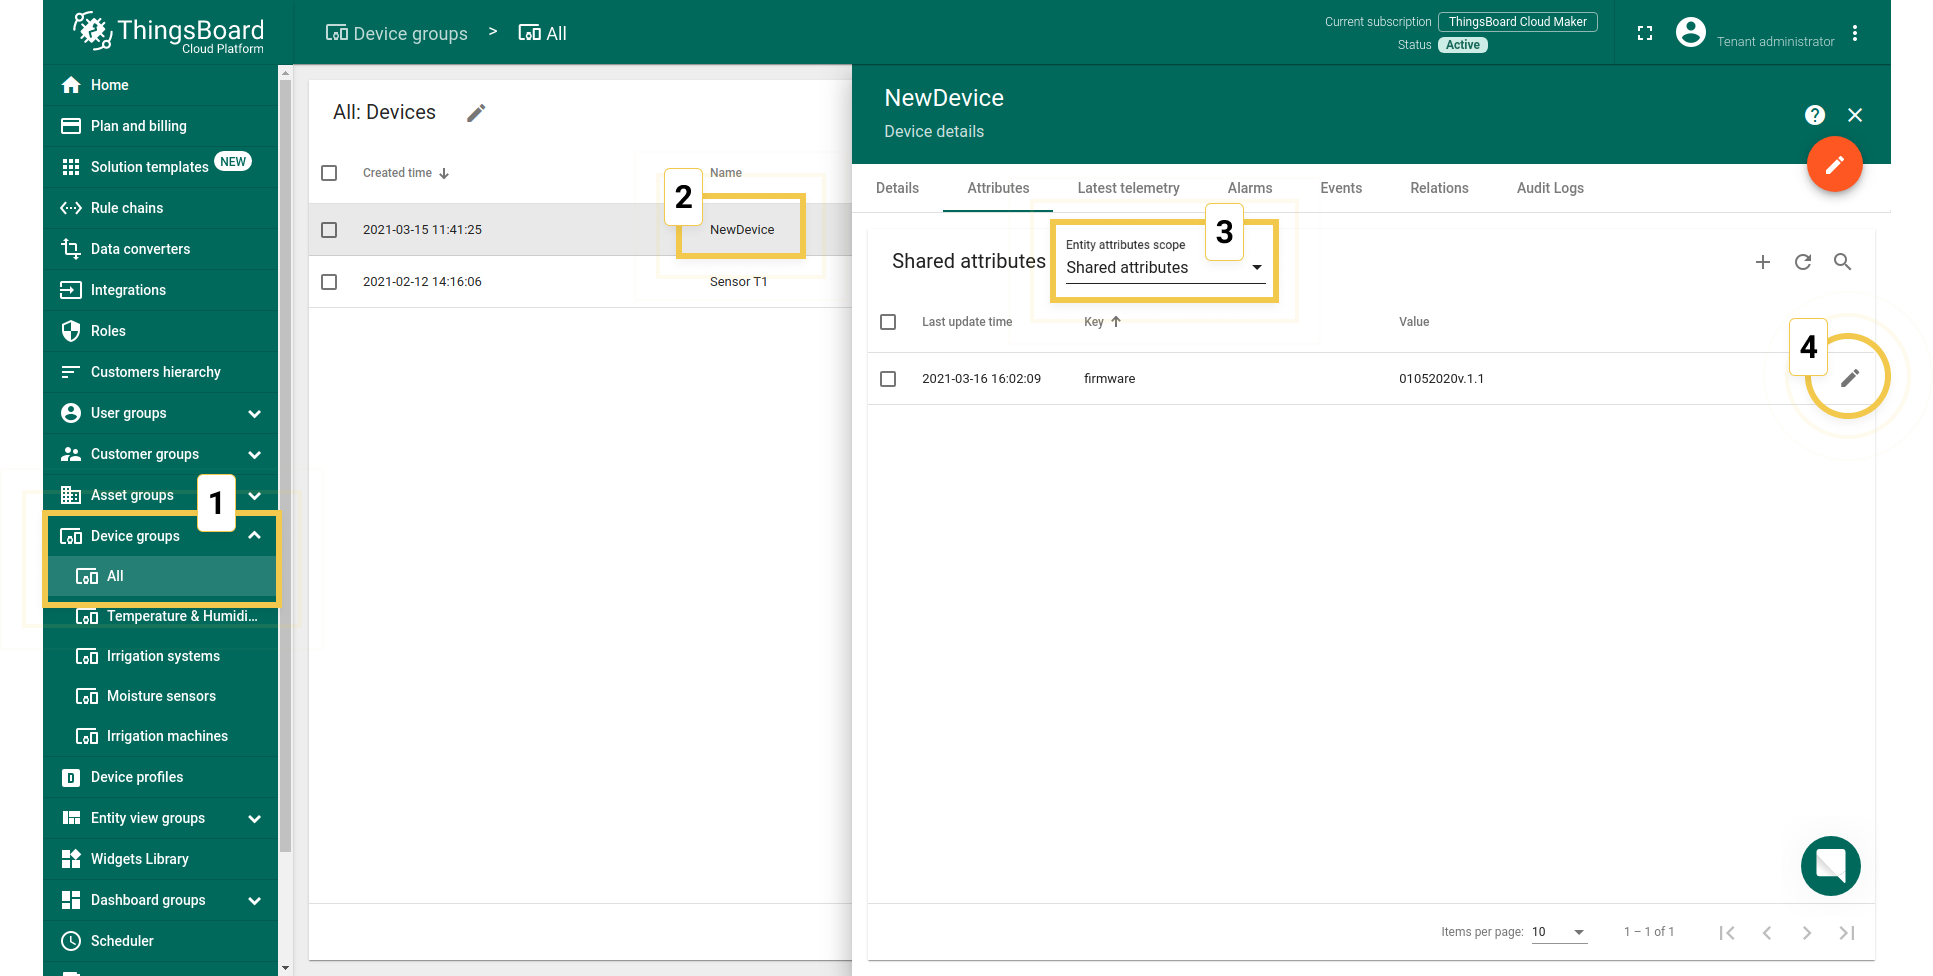 ThingsBoard
Cloud Platform
Device groups > All
Current subscription ThingsBoard Cloud Maker
Status Active
Tenant administrator
Home
Plan and billing
Solution templates NEW
Rule chains
Data converters
Integrations
Roles
Customers hierarchy
User groups
Customer groups
Asset groups
1
Device groups
All
Temperature & Humidi...
Irrigation systems
Moisture sensors
Irrigation machines
Device profiles
Entity view groups
Widgets Library
Dashboard groups
Scheduler
All: Devices
Created time Name
2
2021-03-15 11:41:25 NewDevice
2021-02-12 14:16:06 Sensor T1
NewDevice
Device details
Details Attributes Latest telemetry Alarms Events Relations Audit Logs
3
Entity attributes scope
Shared attributes Shared attributes
Last update time Key Value
4
2021-03-16 16:02:09 firmware 01052020v.1.1
Items per page: 10 1 – 1 of 1